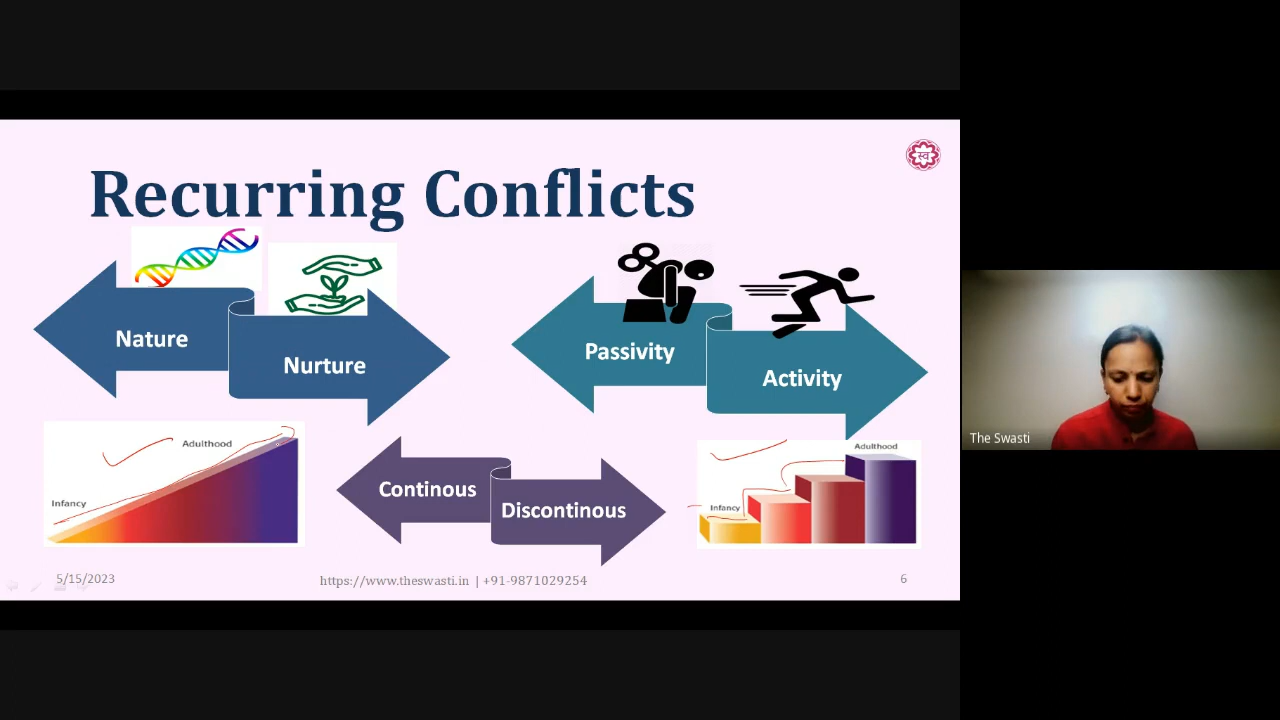 Recurring Conflicts
स्व
Nature
Nurture
Passivity
Activity
Adulthood
Infancy
Continous
Discontinous
Adulthood
Infancy
5/15/2023
https://www.theswasti.in | +91-9871029254
6
The Swasti